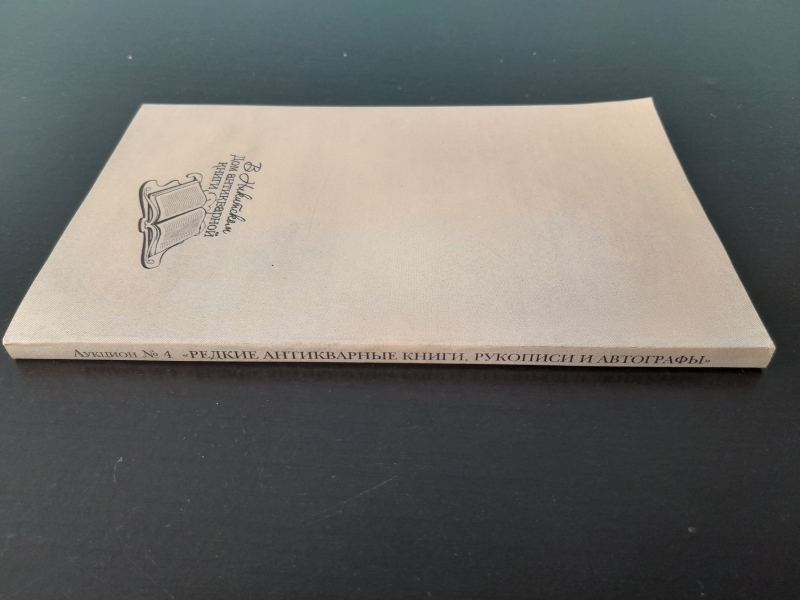 Дом антикварной
книги
В Никитском
Аукцион № 4 «РЕДКИЕ АНТИКВАРНЫЕ КНИГИ, РУКОПИСИ И АВТОГРАФЫ»